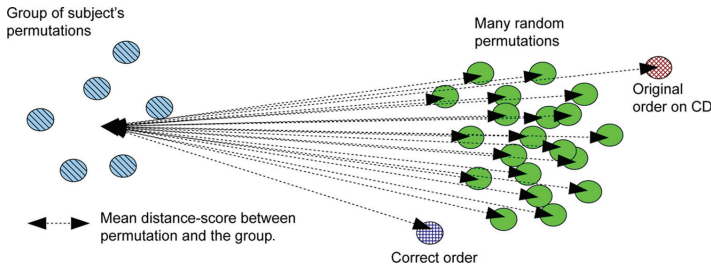 Group of subject's
permutations
Many random
permutations
Original
order on CD
Mean distance-score between
permutation and the group.
Correct order